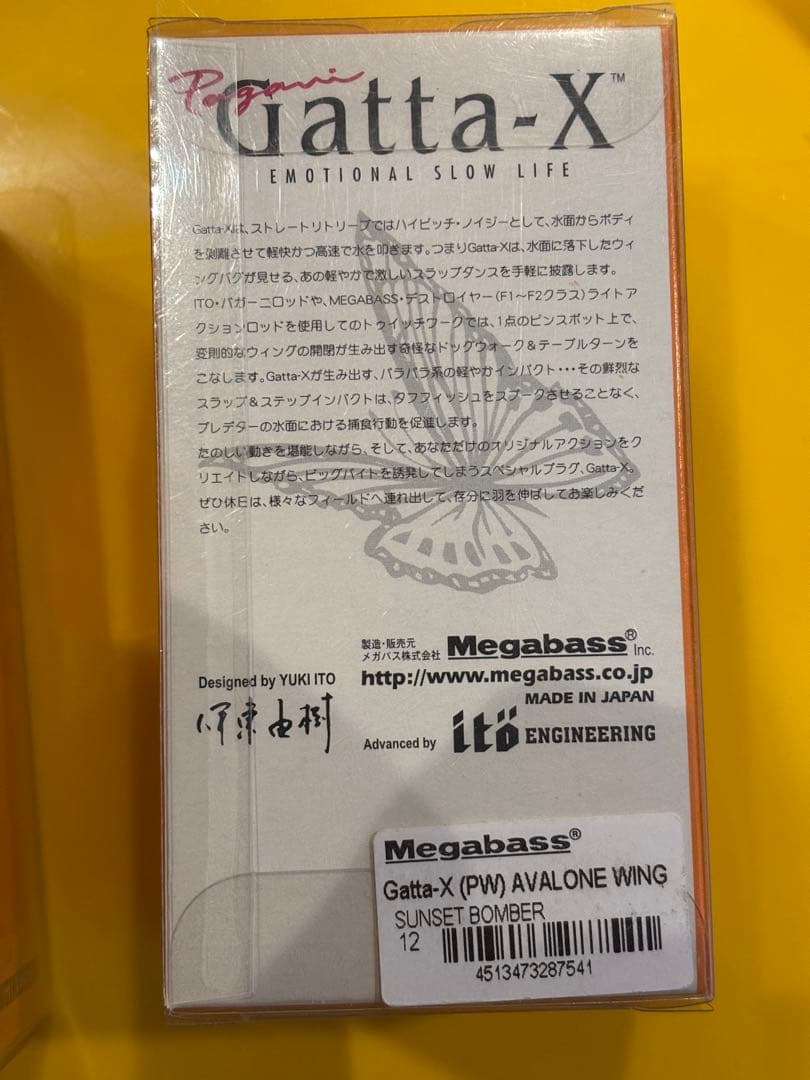 Pagani
Gatta-X™
EMOTIONAL SLOW LIFE
Gatta-Xは、ストレートリトリーブではハイピッチ・ノイジーとして、水面からボディ
を剝離させて軽快かつ高速で水を叩きます。つまりGatta-Xは、水面に落下したウィ
ングバグが見せる、あの軽やかで激しいスラップダンスを手軽に披露します。
ITO・パガーニロッドや、MEGABASS・デストロイヤー(F1〜F2クラス)ライトア
クションロッドを使用してのトゥイッチワークでは、1点のピンスポット上で、
変則的なウィングの開閉が生み出す奇怪なドッグウォーク&テーブルターンを
こなします。Gatta-Xが生み出す、パラパラ系の軽やかインパクト・・・その鮮烈な
スラップ&ステップインパクトは、タフフィッシュをスプークさせることなく、
プレデターの水面における捕食行動を促進します。
たのしい動きを堪能しながら、そして、あなただけのオリジナルアクションをク
リエイトしながら、ビッグバイトを誘発してしまうスペシャルプラグ、Gatta-X。
ぜひ休日は、様々なフィールドへ連れ出して、存分に羽を伸ばしてお楽しみくだ
さい。
製造・販売元
メガバス株式会社
Megabass® Inc.
Designed by YUKI ITO
http://www.megabass.co.jp
MADE IN JAPAN
伊東由樹
Advanced by itö ENGINEERING
Megabass®
Gatta-X (PW) AVALONE WING
SUNSET BOMBER
12
4513473287541